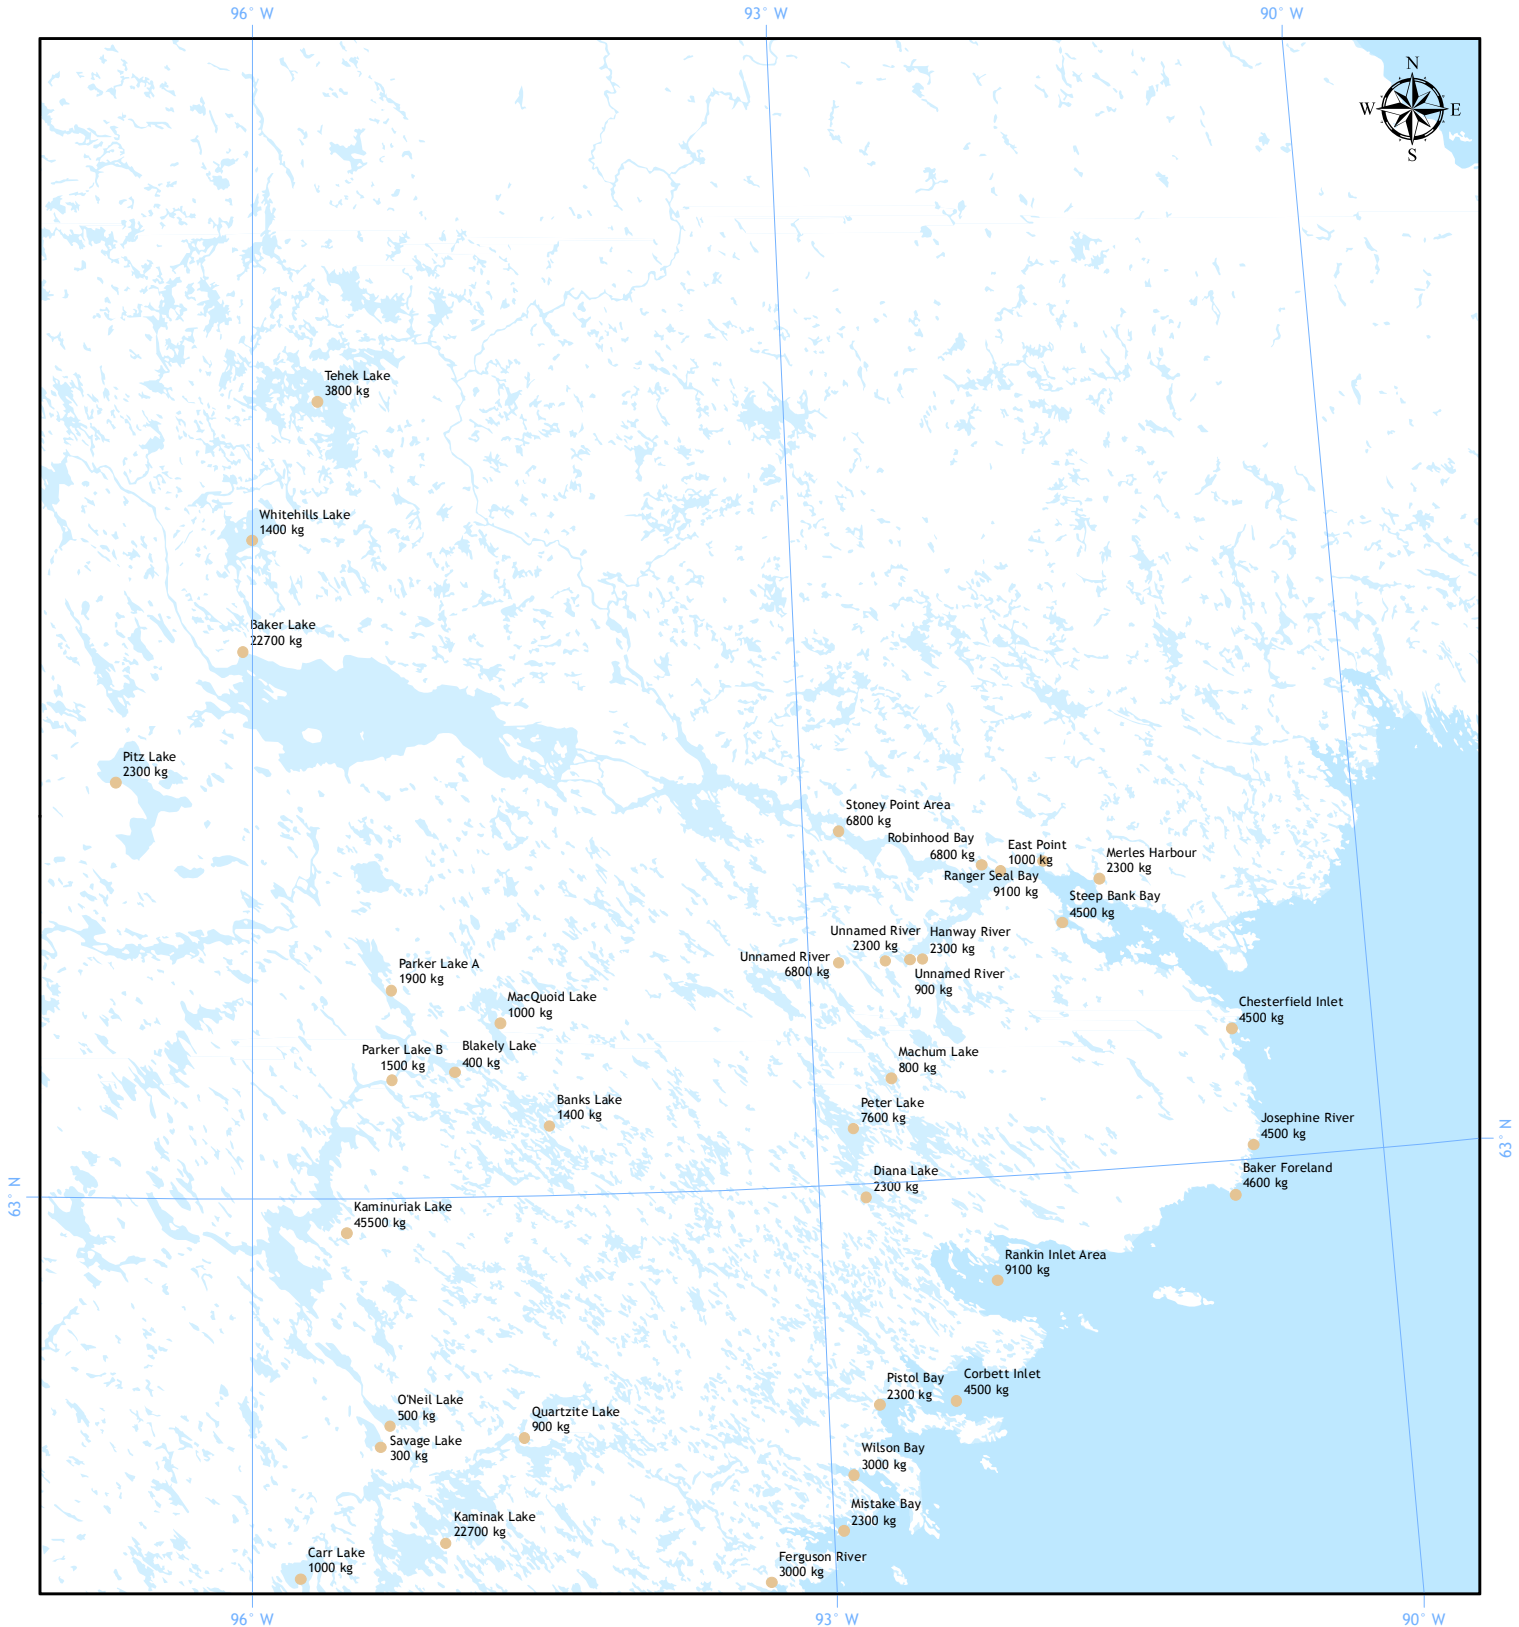 96° W
93° W
90° W
N
W
E
S
Tehek Lake
3800 kg
Whitehills Lake
1400 kg
Baker Lake
22700 kg
Pitz Lake
2300 kg
Stoney Point Area
6800 kg
Robinhood Bay
6800 kg
East Point
1000 kg
Merles Harbour
2300 kg
Ranger Seal Bay
9100 kg
Steep Bank Bay
4500 kg
Unnamed River
2300 kg
Hanway River
2300 kg
Unnamed River
6800 kg
Unnamed River
900 kg
Parker Lake A
1900 kg
MacQuoid Lake
1000 kg
Chesterfield Inlet
4500 kg
Parker Lake B
1500 kg
Blakely Lake
400 kg
Machum Lake
800 kg
Banks Lake
1400 kg
Peter Lake
7600 kg
Josephine River
4500 kg
63° N
Diana Lake
2300 kg
Baker Foreland
4600 kg
63° N
Kaminuriak Lake
45500 kg
Rankin Inlet Area
9100 kg
Pistol Bay
2300 kg
Corbett Inlet
4500 kg
O'Neil Lake
500 kg
Quartzite Lake
900 kg
Savage Lake
300 kg
Wilson Bay
3000 kg
Mistake Bay
2300 kg
Kaminak Lake
22700 kg
Carr Lake
1000 kg
Ferguson River
3000 kg
96° W
93° W
90° W